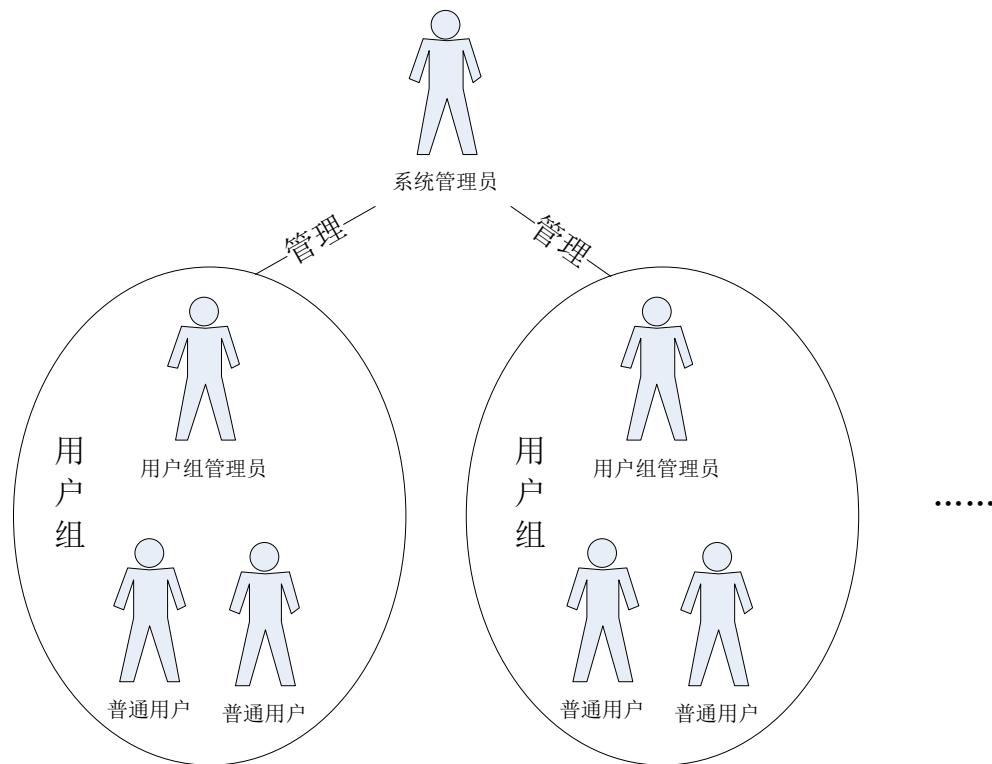 系统管理员
管理
管理
用户组管理员
用户组
普通用户
普通用户
用户组管理员
用户组
普通用户
普通用户
……